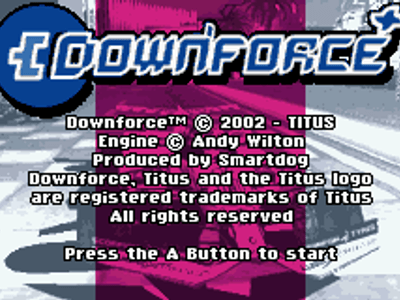 DOWNFORCE
Downforce™ © 2002 - TITUS
Engine © Andy Wilton
Produced by Smartdog
Downforce, Titus and the Titus logo
are registered trademarks of Titus
All rights reserved
Press the A Button to start